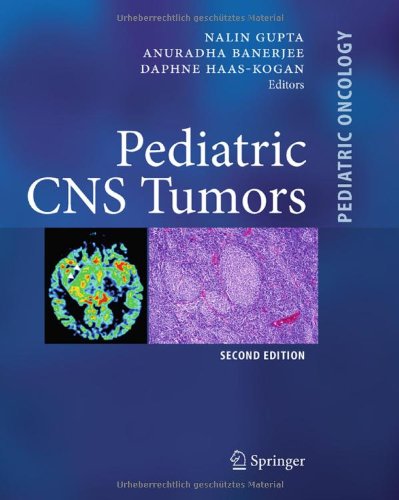 Urheberrechtlich geschütztes Material
NALIN GUPTA
ANURADHA BANERJEE
DAPHNE HAAS-KOGAN
Editors
PEDIATRIC ONCOLOGY
Pediatric
CNS Tumors
SECOND EDITION
Springer
Urheberrechtlich geschütztes Material